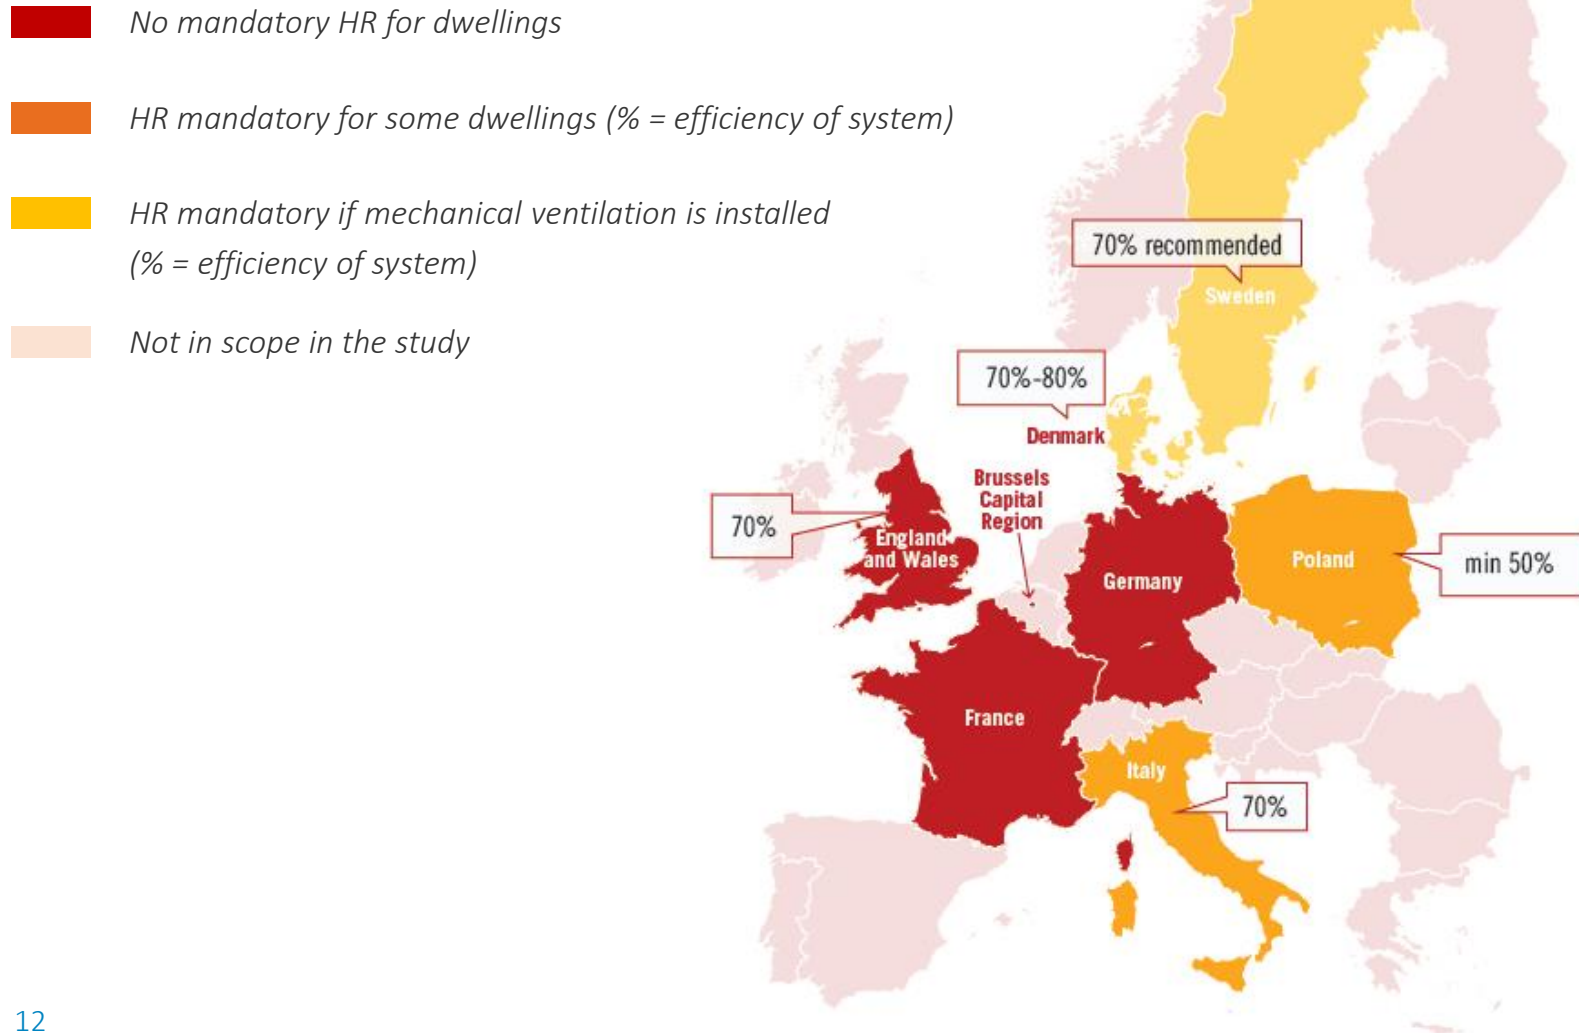 No mandatory HR for dwellings
HR mandatory for some dwellings (% = efficiency of system)
HR mandatory if mechanical ventilation is installed
(% = efficiency of system)
Not in scope in the study
70% recommended
Sweden
70%-80%
Denmark
Brussels
Capital
Region
70%
England
and Wales
Germany
Poland
min 50%
France
Italy
70%
12